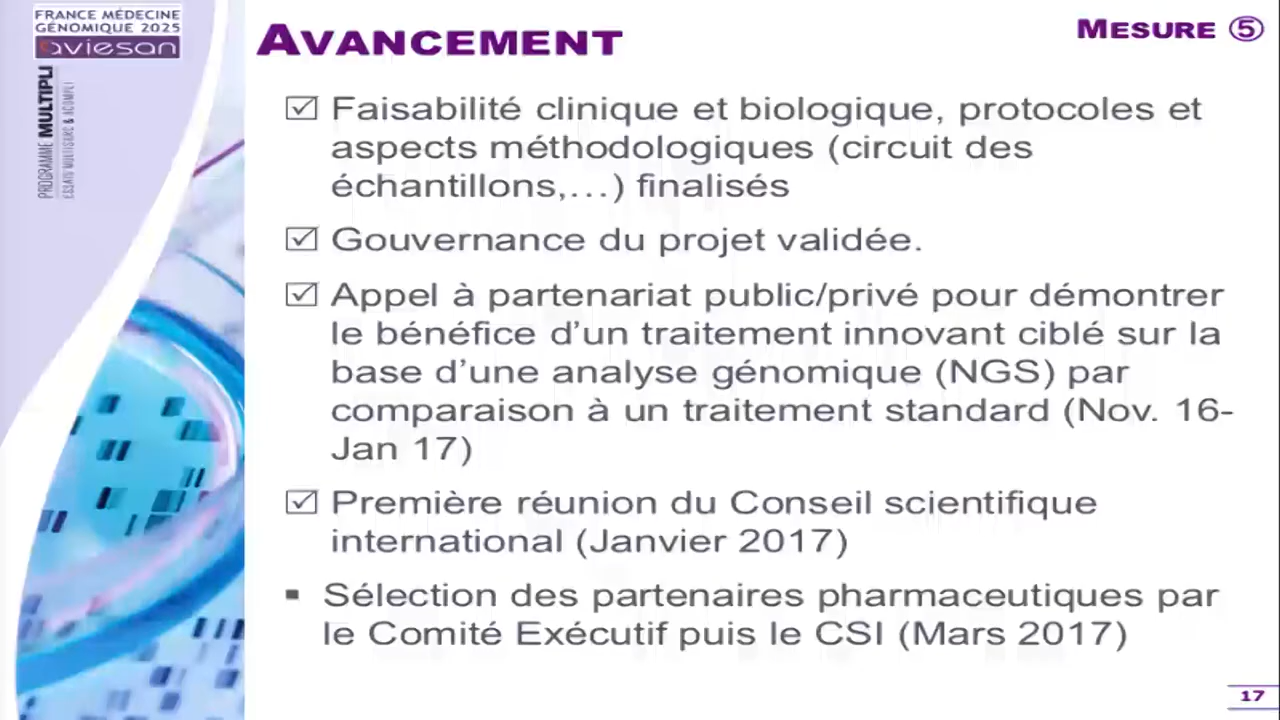 FRANCE MÉDECINE
GÉNOMIQUE 2025
aviesan
PROGRAMME MULTIPLI
ESSAIS MULTISARC & ACOMPLI
AVANCEMENT
MESURE ⑤
☑ Faisabilité clinique et biologique, protocoles et
aspects méthodologiques (circuit des
échantillons,…) finalisés
☑ Gouvernance du projet validée.
☑ Appel à partenariat public/privé pour démontrer
le bénéfice d’un traitement innovant ciblé sur la
base d’une analyse génomique (NGS) par
comparaison à un traitement standard (Nov. 16-
Jan 17)
☑ Première réunion du Conseil scientifique
international (Janvier 2017)
▪ Sélection des partenaires pharmaceutiques par
le Comité Exécutif puis le CSI (Mars 2017)
17